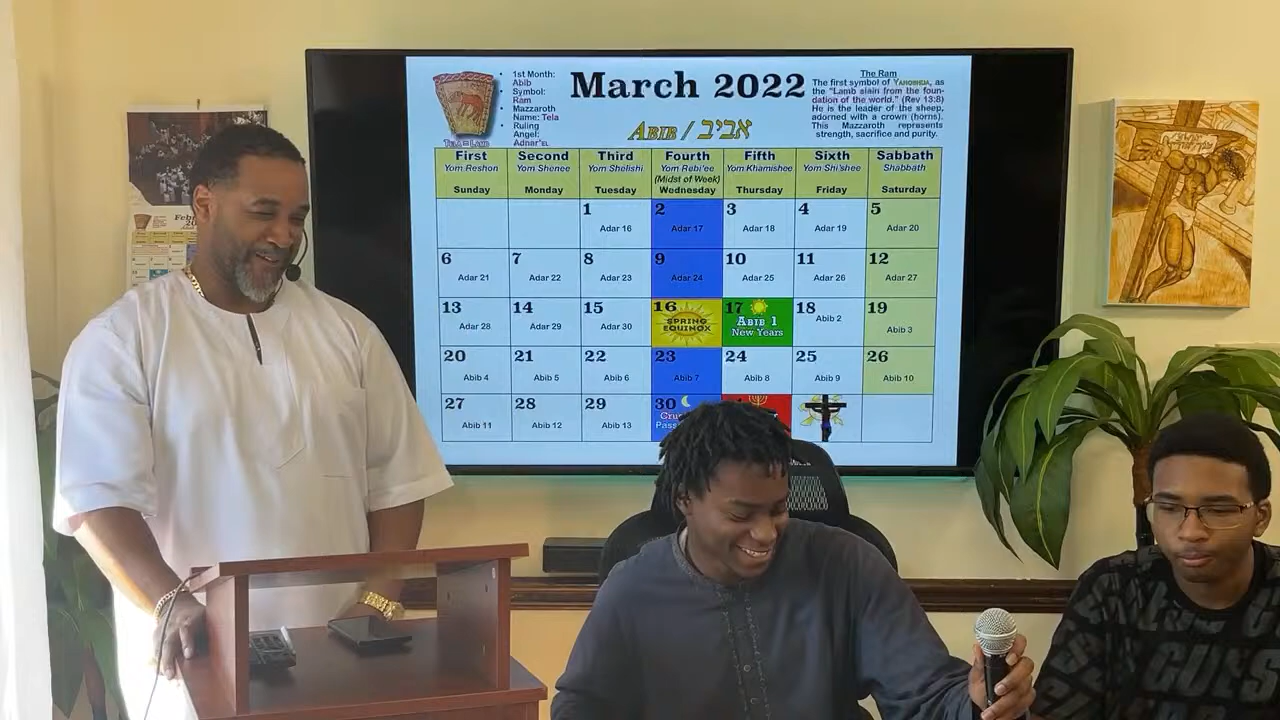 1st Month:
Abib
Symbol:
Ram
Mazzaroth
Name: Tela
Ruling
Angel:
Adnar'el
March 2022
Abib / אביב
The Ram
The first symbol of Yahoshua, as
the "Lamb slain from the foun-
dation of the world." (Rev 13:8)
He is the leader of the sheep,
adorned with a crown (horns).
This Mazzaroth represents
strength, sacrifice and purity.
First Second Third Fourth Fifth Sixth Sabbath
Yom Reshon Yom Shenee Yom Shelishi Yom Rebi'ee Yom Khamishee Yom Shi'shee Shabbath
(Midst of Week)
Sunday Monday Tuesday Wednesday Thursday Friday Saturday
1 2 3 4 5
Adar 16 Adar 17 Adar 18 Adar 19 Adar 20
6 7 8 9 10 11 12
Adar 21 Adar 22 Adar 23 Adar 24 Adar 25 Adar 26 Adar 27
13 14 15 16 17 18 19
Adar 28 Adar 29 Adar 30 Spring Equinox Abib 1 New Years Abib 2 Abib 3
20 21 22 23 24 25 26
Abib 4 Abib 5 Abib 6 Abib 7 Abib 8 Abib 9 Abib 10
27 28 29 30
Abib 11 Abib 12 Abib 13
GUES